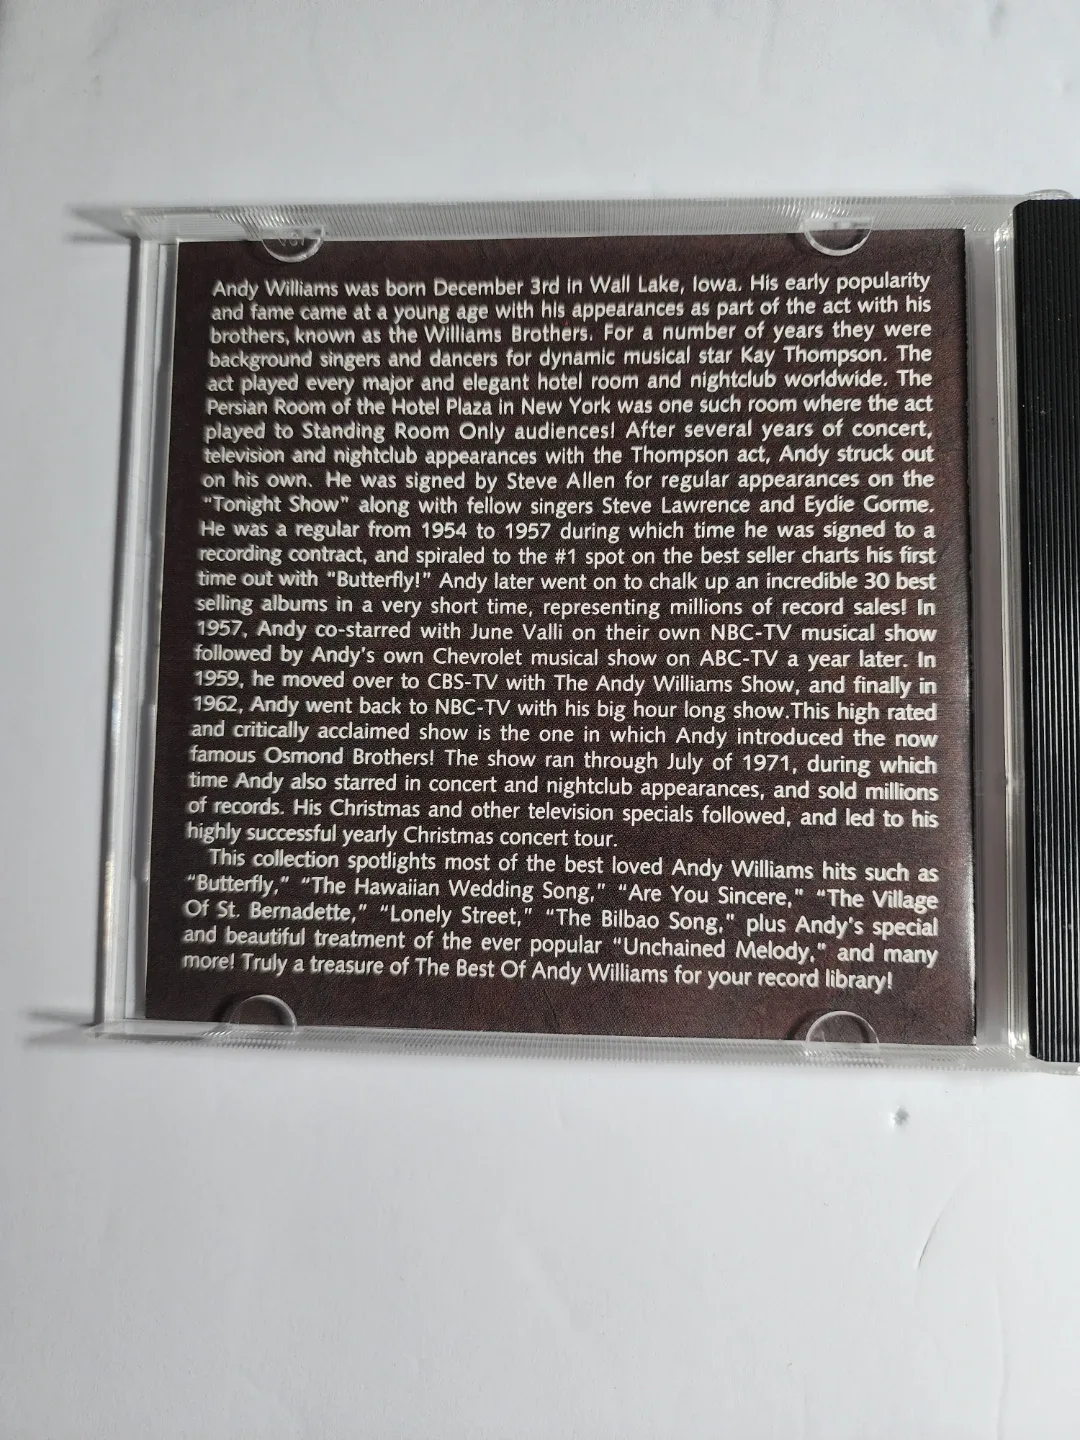 Andy Williams was born December 3rd in Wall Lake, Iowa. His early popularity
and fame came at a young age with his appearances as part of the act with his
brothers, known as the Williams Brothers. For a number of years they were
background singers and dancers for dynamic musical star Kay Thompson. The
act played every major and elegant hotel room and nightclub worldwide. The
Persian Room of the Hotel Plaza in New York was one such room where the act
played to Standing Room Only audiences! After several years of concert,
television and nightclub appearances with the Thompson act, Andy struck out
on his own. He was signed by Steve Allen for regular appearances on the
"Tonight Show" along with fellow singers Steve Lawrence and Eydie Gorme.
He was a regular from 1954 to 1957 during which time he was signed to a
recording contract, and spiraled to the #1 spot on the best seller charts his first
time out with "Butterfly!" Andy later went on to chalk up an incredible 30 best
selling albums in a very short time, representing millions of record sales! In
1957, Andy co-starred with June Valli on their own NBC-TV musical show
followed by Andy's own Chevrolet musical show on ABC-TV a year later. In
1959, he moved over to CBS-TV with The Andy Williams Show, and finally in
1962, Andy went back to NBC-TV with his big hour long show.This high rated
and critically acclaimed show is the one in which Andy introduced the now
famous Osmond Brothers! The show ran through July of 1971, during which
time Andy also starred in concert and nightclub appearances, and sold millions
of records. His Christmas and other television specials followed, and led to his
highly successful yearly Christmas concert tour.
This collection spotlights most of the best loved Andy Williams hits such as
"Butterfly," "The Hawaiian Wedding Song," "Are You Sincere," "The Village
Of St. Bernadette," "Lonely Street," "The Bilbao Song," plus Andy's special
and beautiful treatment of the ever popular "Unchained Melody," and many
more! Truly a treasure of The Best Of Andy Williams for your record library!